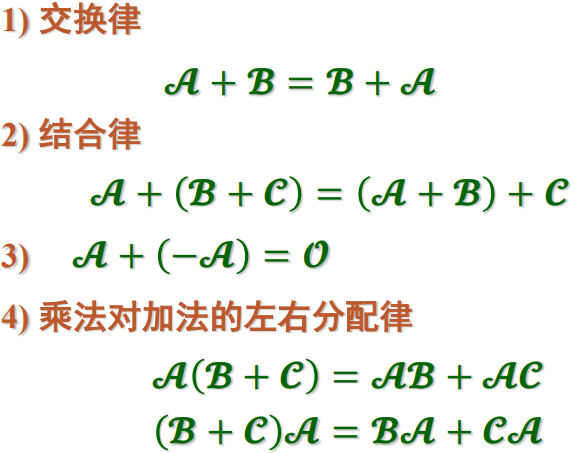 1) 交换律
𝓐 + 𝓑 = 𝓑 + 𝓐
2) 结合律
𝓐 + (𝓑 + 𝓒) = (𝓐 + 𝓑) + 𝓒
3) 𝓐 + (−𝓐) = 𝓞
4) 乘法对加法的左右分配律
𝓐(𝓑 + 𝓒) = 𝓐𝓑 + 𝓐𝓒
(𝓑 + 𝓒)𝓐 = 𝓑𝓐 + 𝓒𝓐